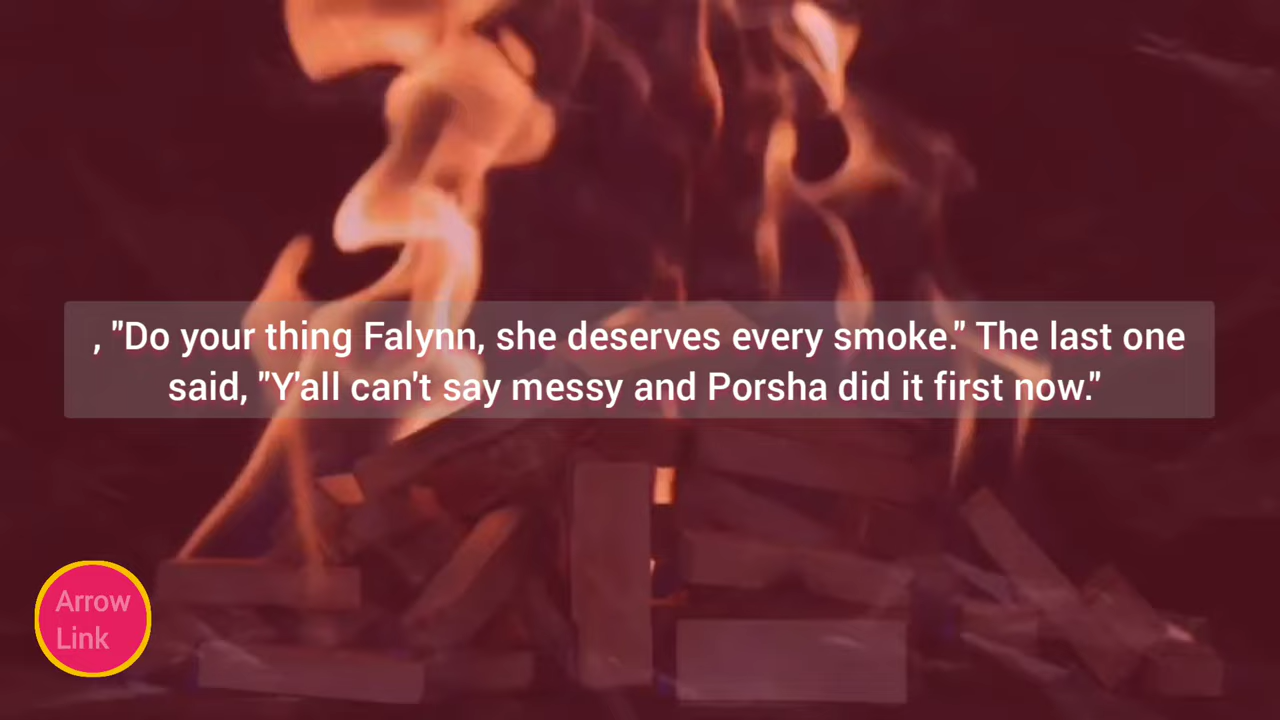 , "Do your thing Falynn, she deserves every smoke." The last one
said, "Y'all can't say messy and Porsha did it first now."
Arrow
Link